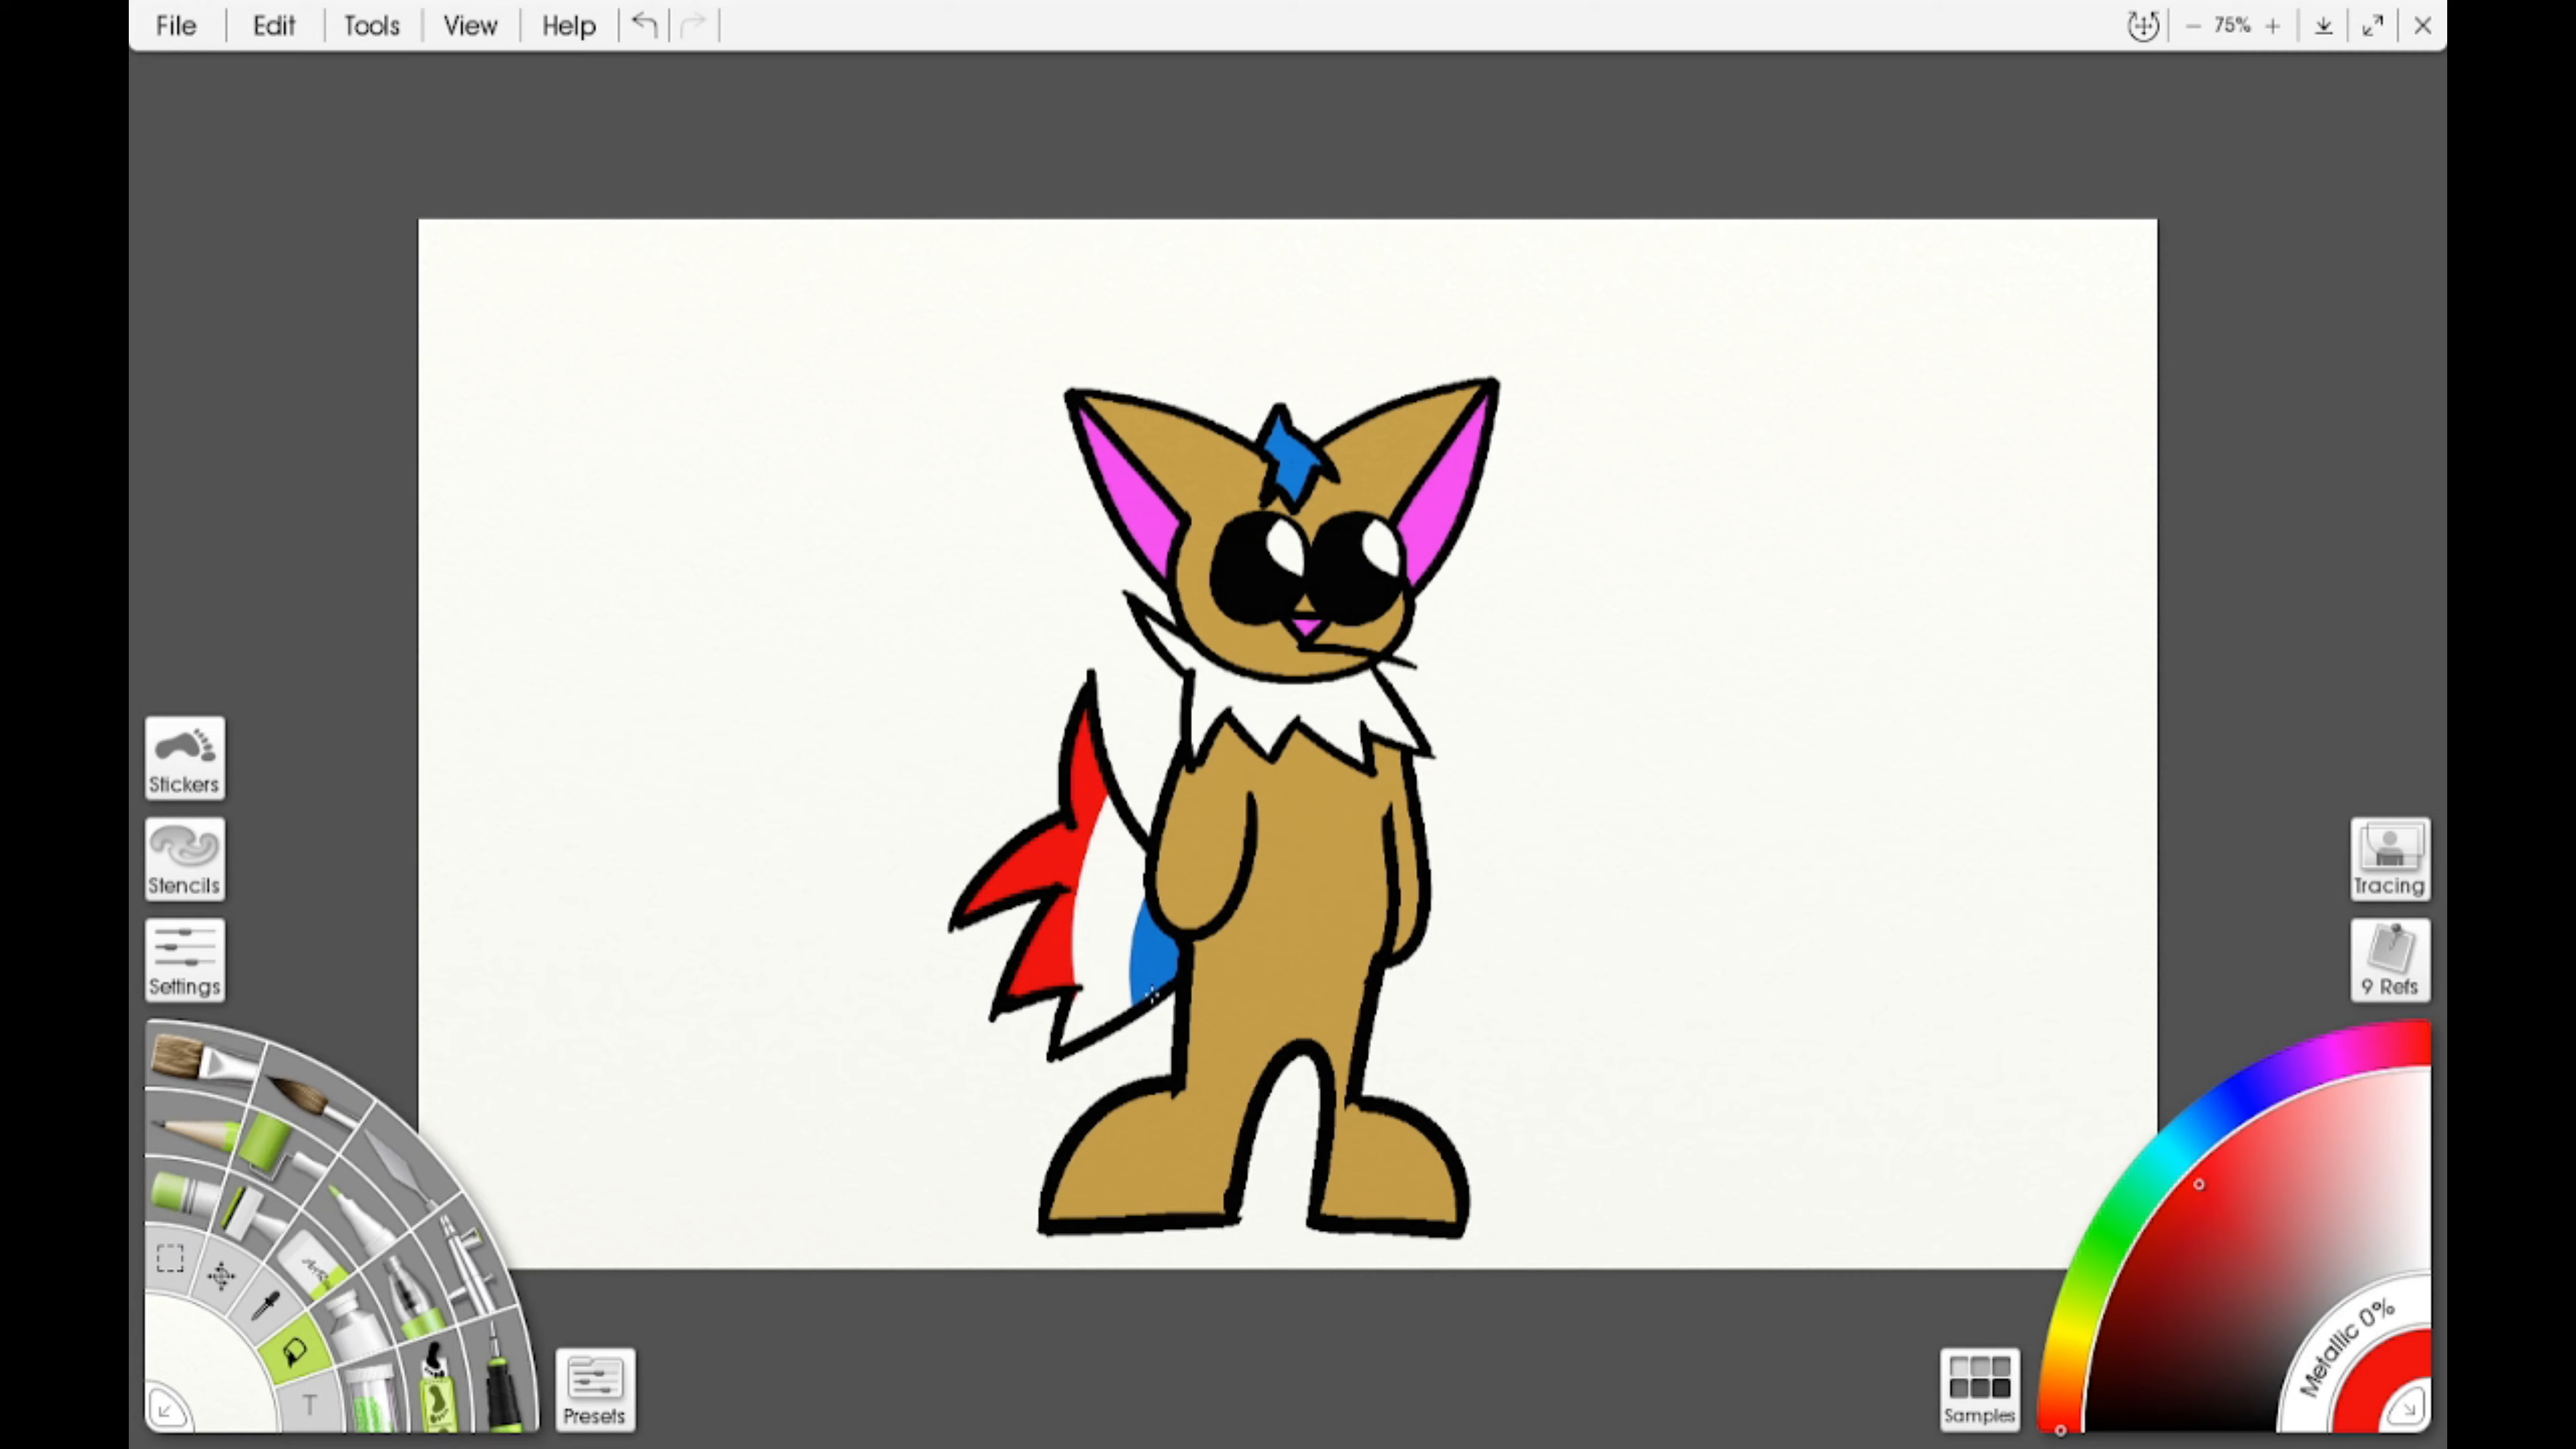 File Edit Tools View Help 75%
Stickers
Stencils
Settings
Tracing
9 Refs
Metallic 0%
T
Presets
Samples